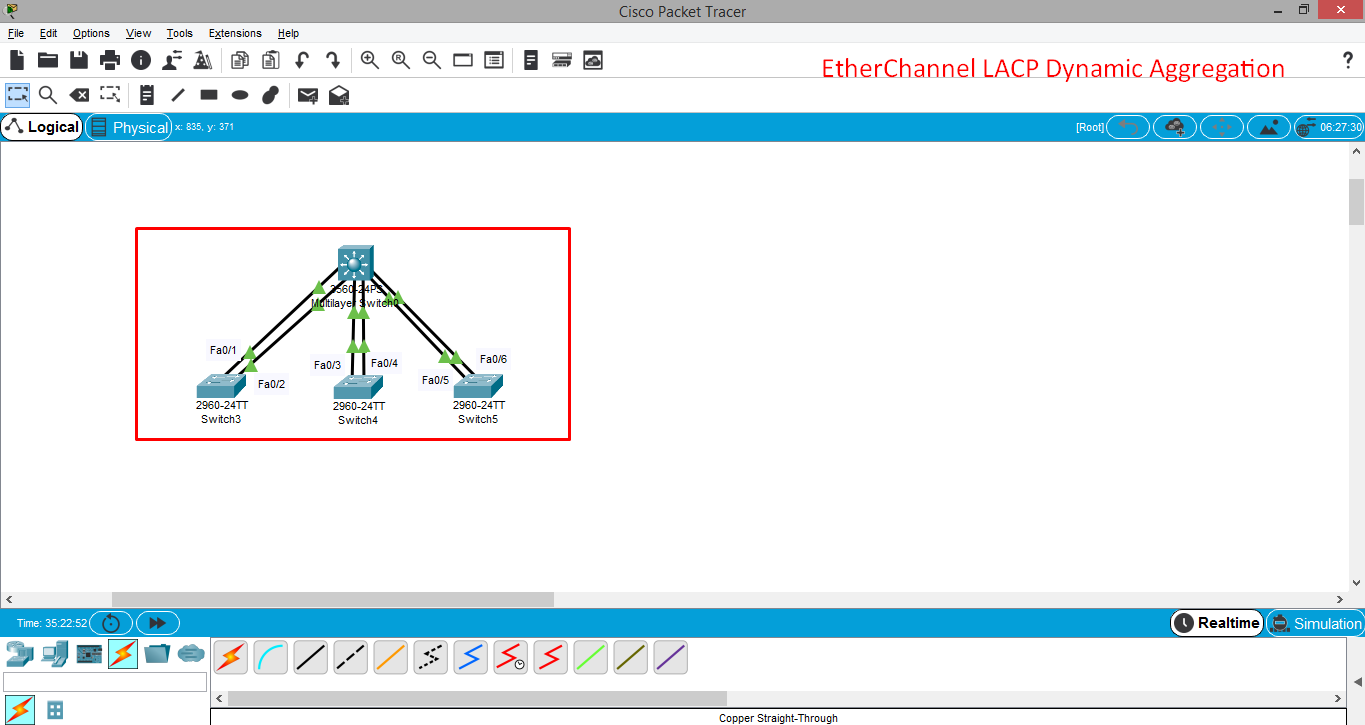 Cisco Packet Tracer
File Edit Options View Tools Extensions Help
EtherChannel LACP Dynamic Aggregation
?
Logical Physical x: 835, y: 371 [Root] 06:27:30
3560-24PS
Multilayer Switch0
Fa0/1
Fa0/2
Fa0/3
Fa0/4
Fa0/5
Fa0/6
2960-24TT
Switch3
2960-24TT
Switch4
2960-24TT
Switch5
Time: 35:22:52 Realtime Simulation
Copper Straight-Through